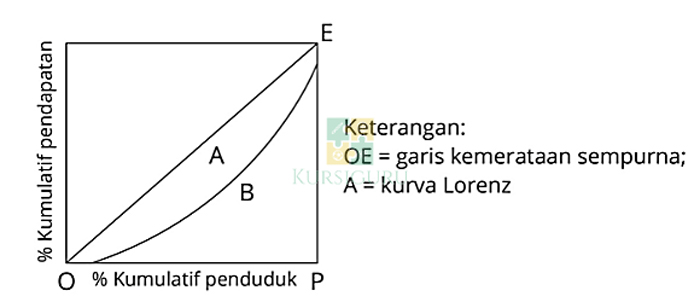 E
% Kumulatif pendapatan
A
B
O % Kumulatif penduduk P
Keterangan:
OE = garis kemerataan sempurna;
KURSIGURU
A = kurva Lorenz